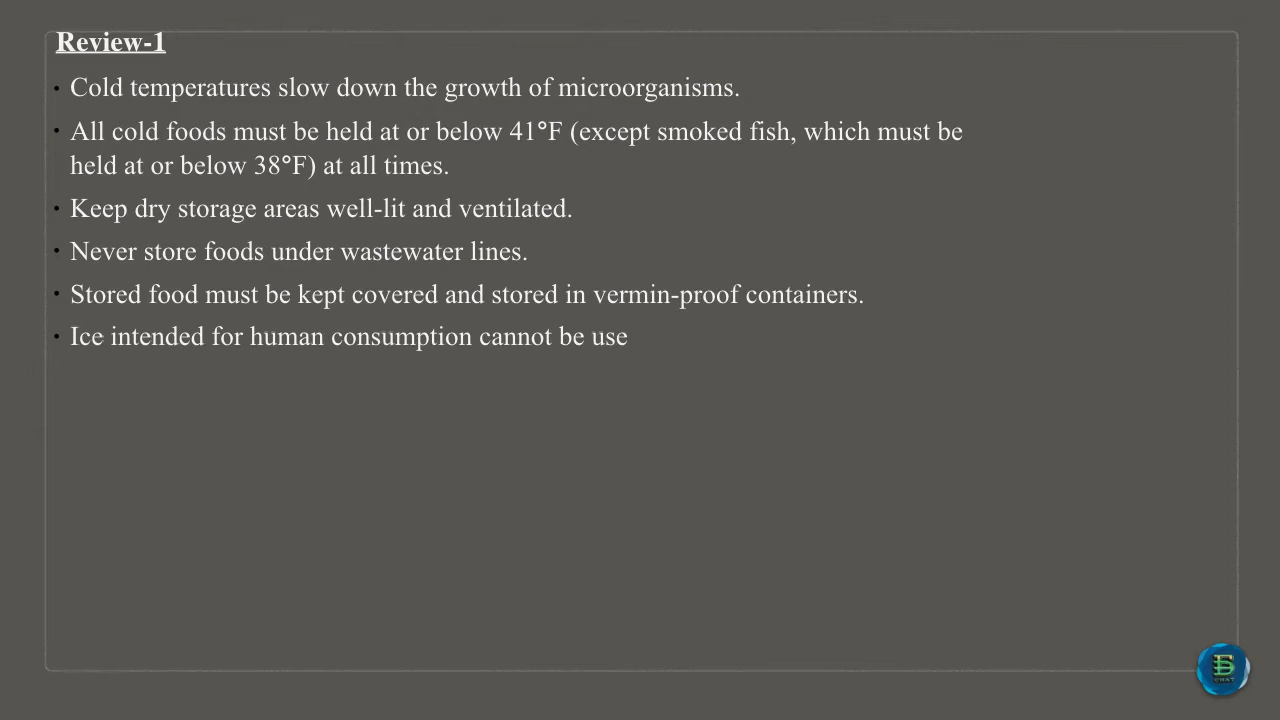 Review-1
· Cold temperatures slow down the growth of microorganisms.
· All cold foods must be held at or below 41°F (except smoked fish, which must be
held at or below 38°F) at all times.
· Keep dry storage areas well-lit and ventilated.
· Never store foods under wastewater lines.
· Stored food must be kept covered and stored in vermin-proof containers.
· Ice intended for human consumption cannot be use